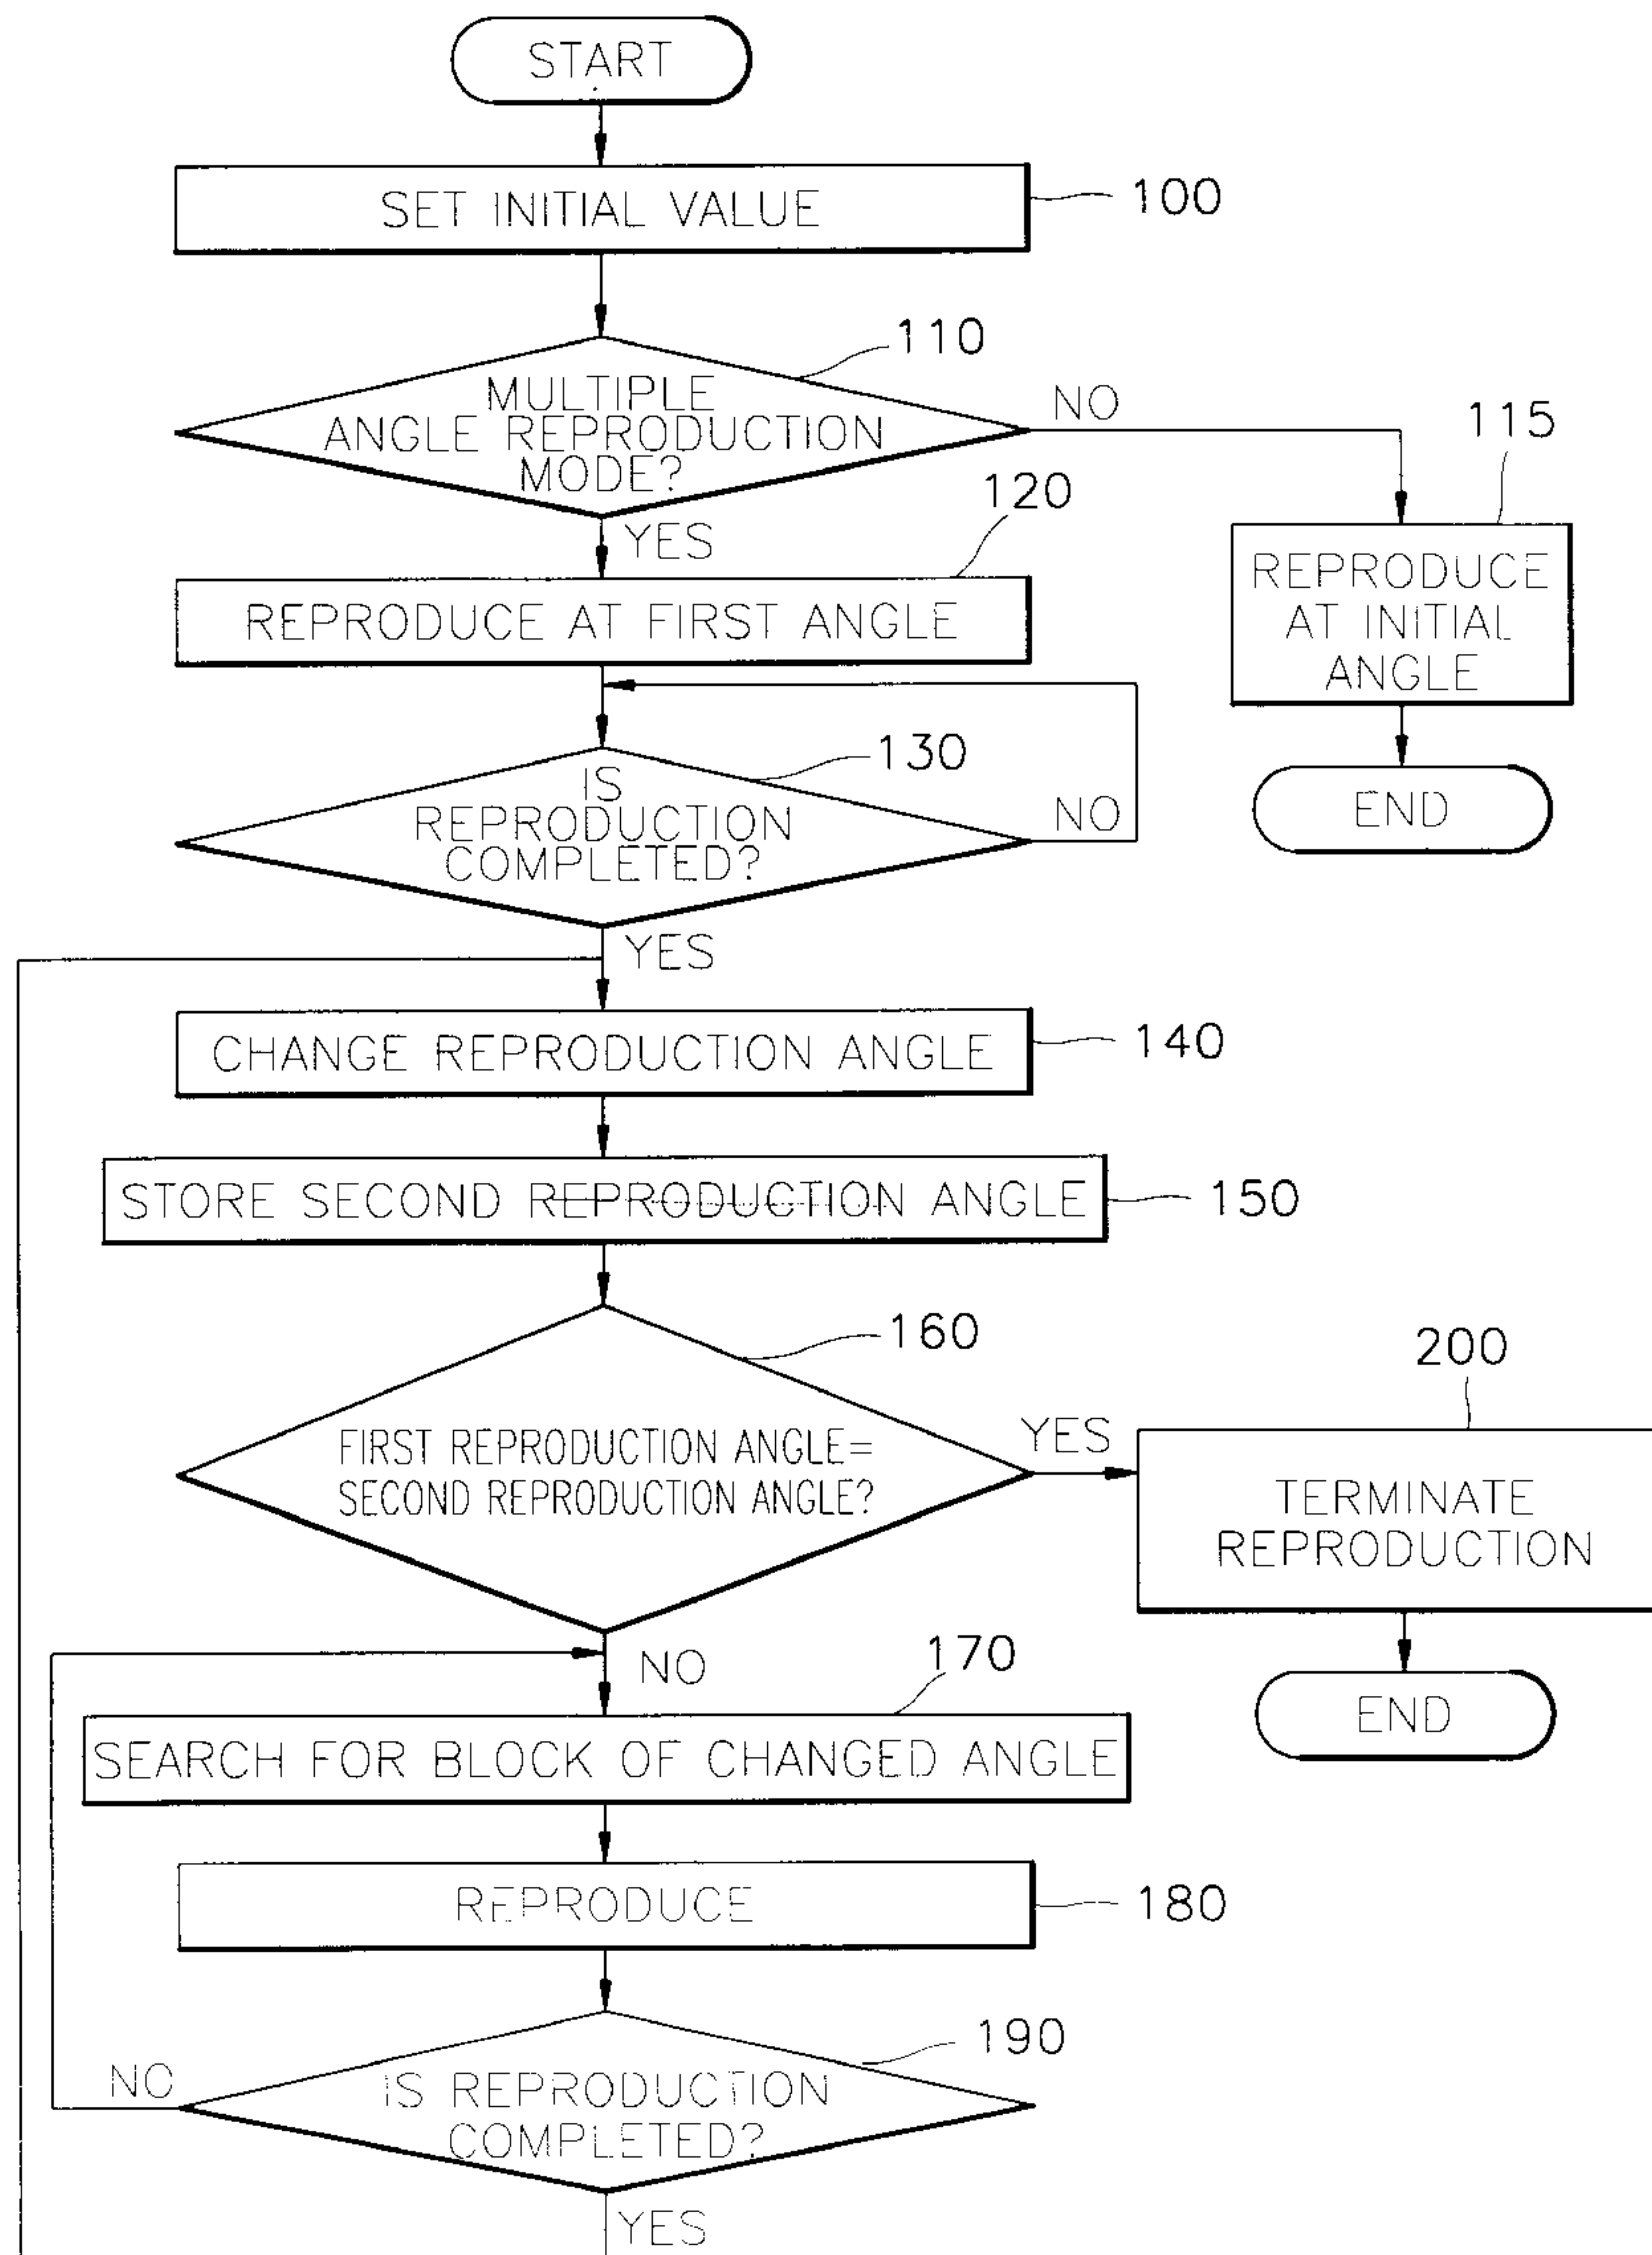 START
SET INITIAL VALUE
100
110
MULTIPLE
ANGLE REPRODUCTION
MODE?
NO
115
YES
120
REPRODUCE AT FIRST ANGLE
REPRODUCE
AT INITIAL
ANGLE
130
IS
REPRODUCTION
COMPLETED?
NO
END
YES
CHANGE REPRODUCTION ANGLE
140
STORE SECOND REPRODUCTION ANGLE
150
160
FIRST REPRODUCTION ANGLE=
SECOND REPRODUCTION ANGLE?
YES
200
TERMINATE
REPRODUCTION
END
NO
170
SEARCH FOR BLOCK OF CHANGED ANGLE
REPRODUCE
180
190
IS REPRODUCTION
COMPLETED?
NO
YES